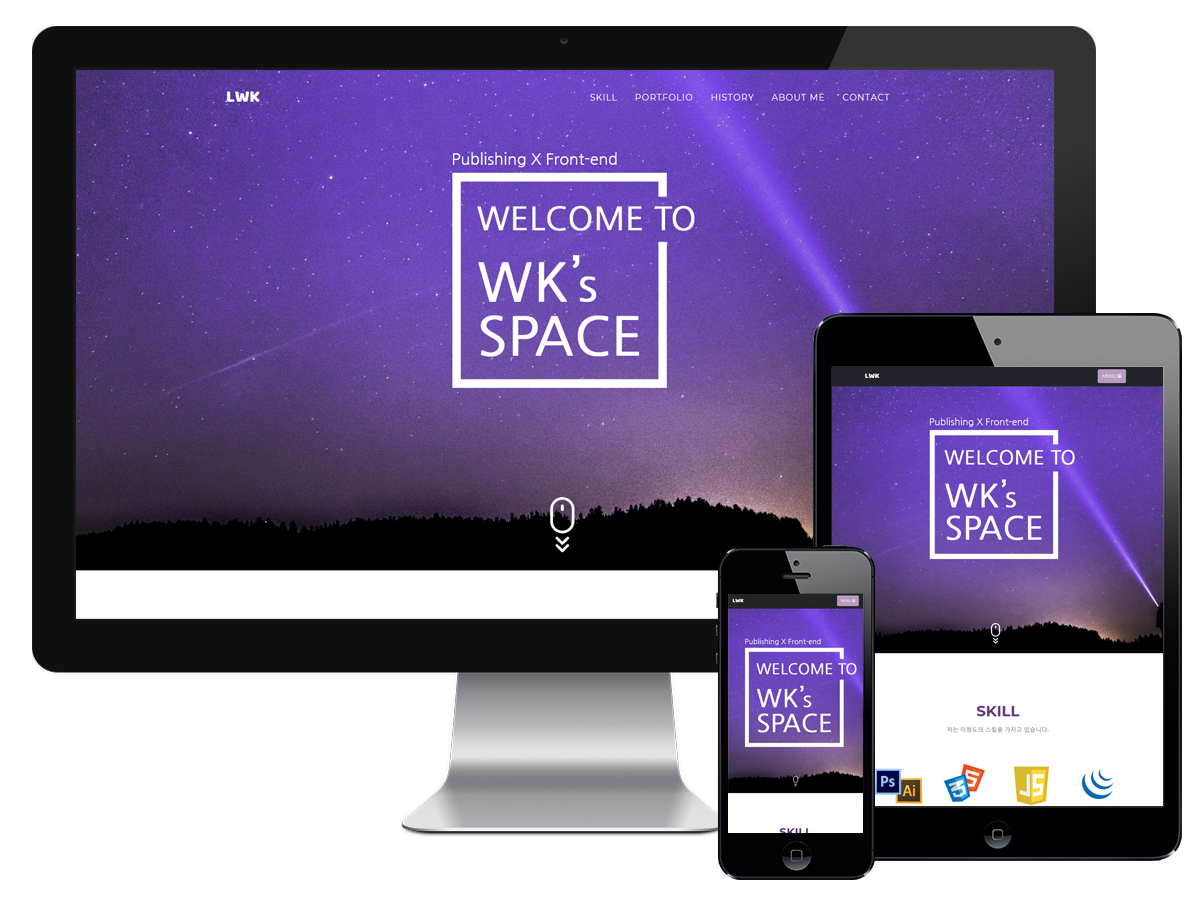 LWK
SKILL PORTFOLIO HISTORY ABOUT ME CONTACT
Publishing X Front-end
WELCOME TO
WK's
SPACE
LWK
MENU
Publishing X Front-end
WELCOME TO
WK's
SPACE
SKILL
저는 이정도의 스킬을 가지고 있습니다.
Ps
Ai
3
5
JS
LWK
MENU
Publishing X Front-end
WELCOME TO
WK's
SPACE
SKILL